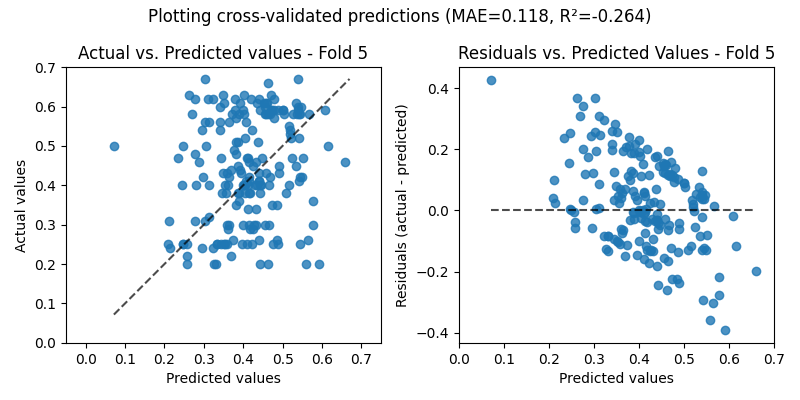 Plotting cross-validated predictions (MAE=0.118, R²=-0.264)
Actual vs. Predicted values - Fold 5
Residuals vs. Predicted Values - Fold 5
0.7
0.6
0.5
0.4
0.3
0.2
0.1
0.0
Actual values
0.0 0.1 0.2 0.3 0.4 0.5 0.6 0.7
Predicted values
0.4
0.2
0.0
−0.2
−0.4
Residuals (actual - predicted)
0.0 0.1 0.2 0.3 0.4 0.5 0.6 0.7
Predicted values